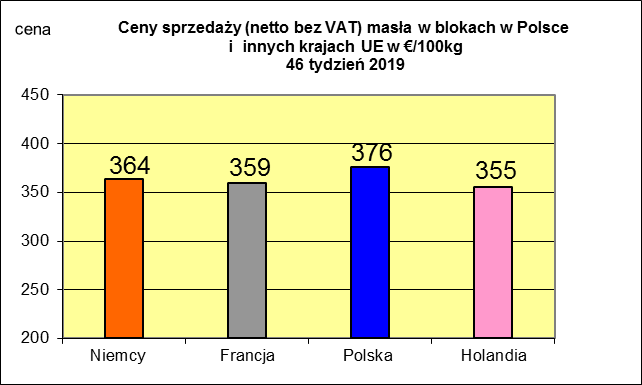 cena
Ceny sprzedaży (netto bez VAT) masła w blokach w Polsce
i innych krajach UE w €/100kg
46 tydzień 2019
450
400
350
300
250
200
364
359
376
355
Niemcy
Francja
Polska
Holandia